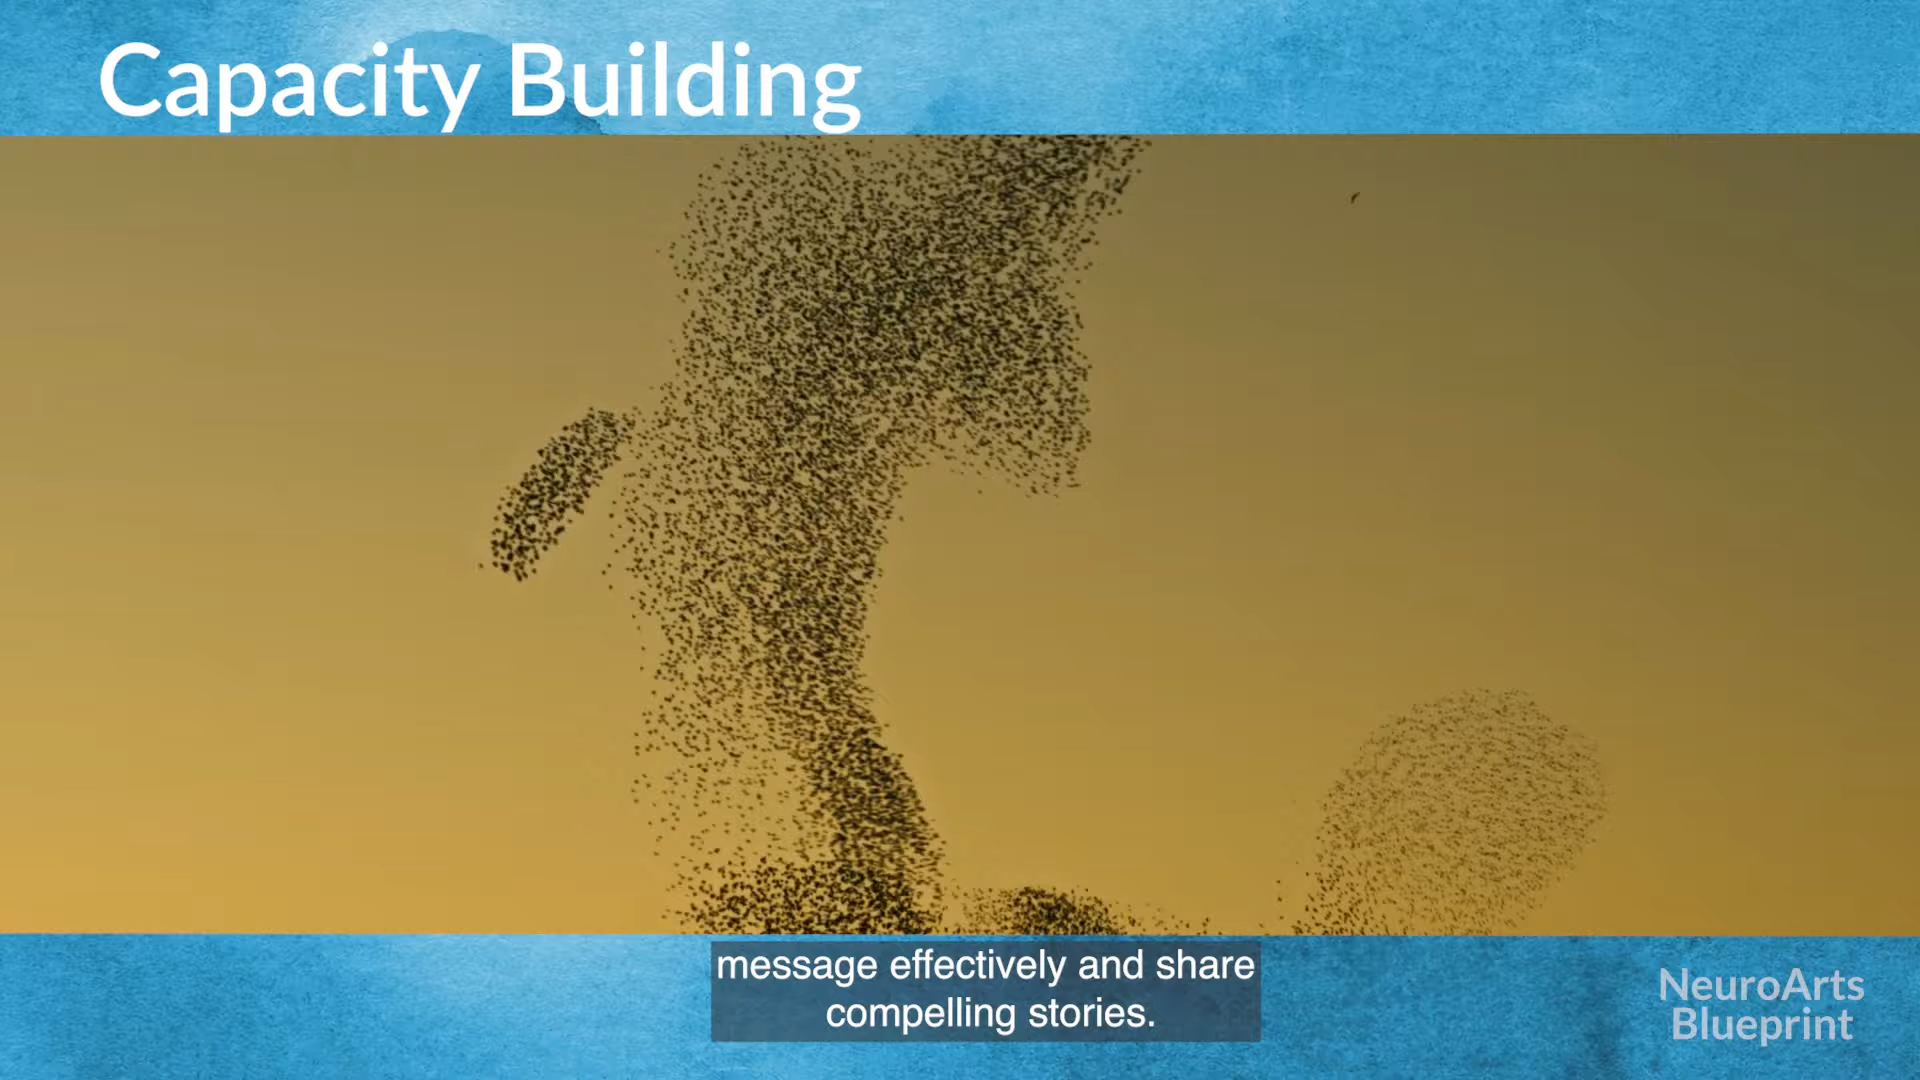 Capacity Building
message effectively and share
compelling stories.
NeuroArts
Blueprint